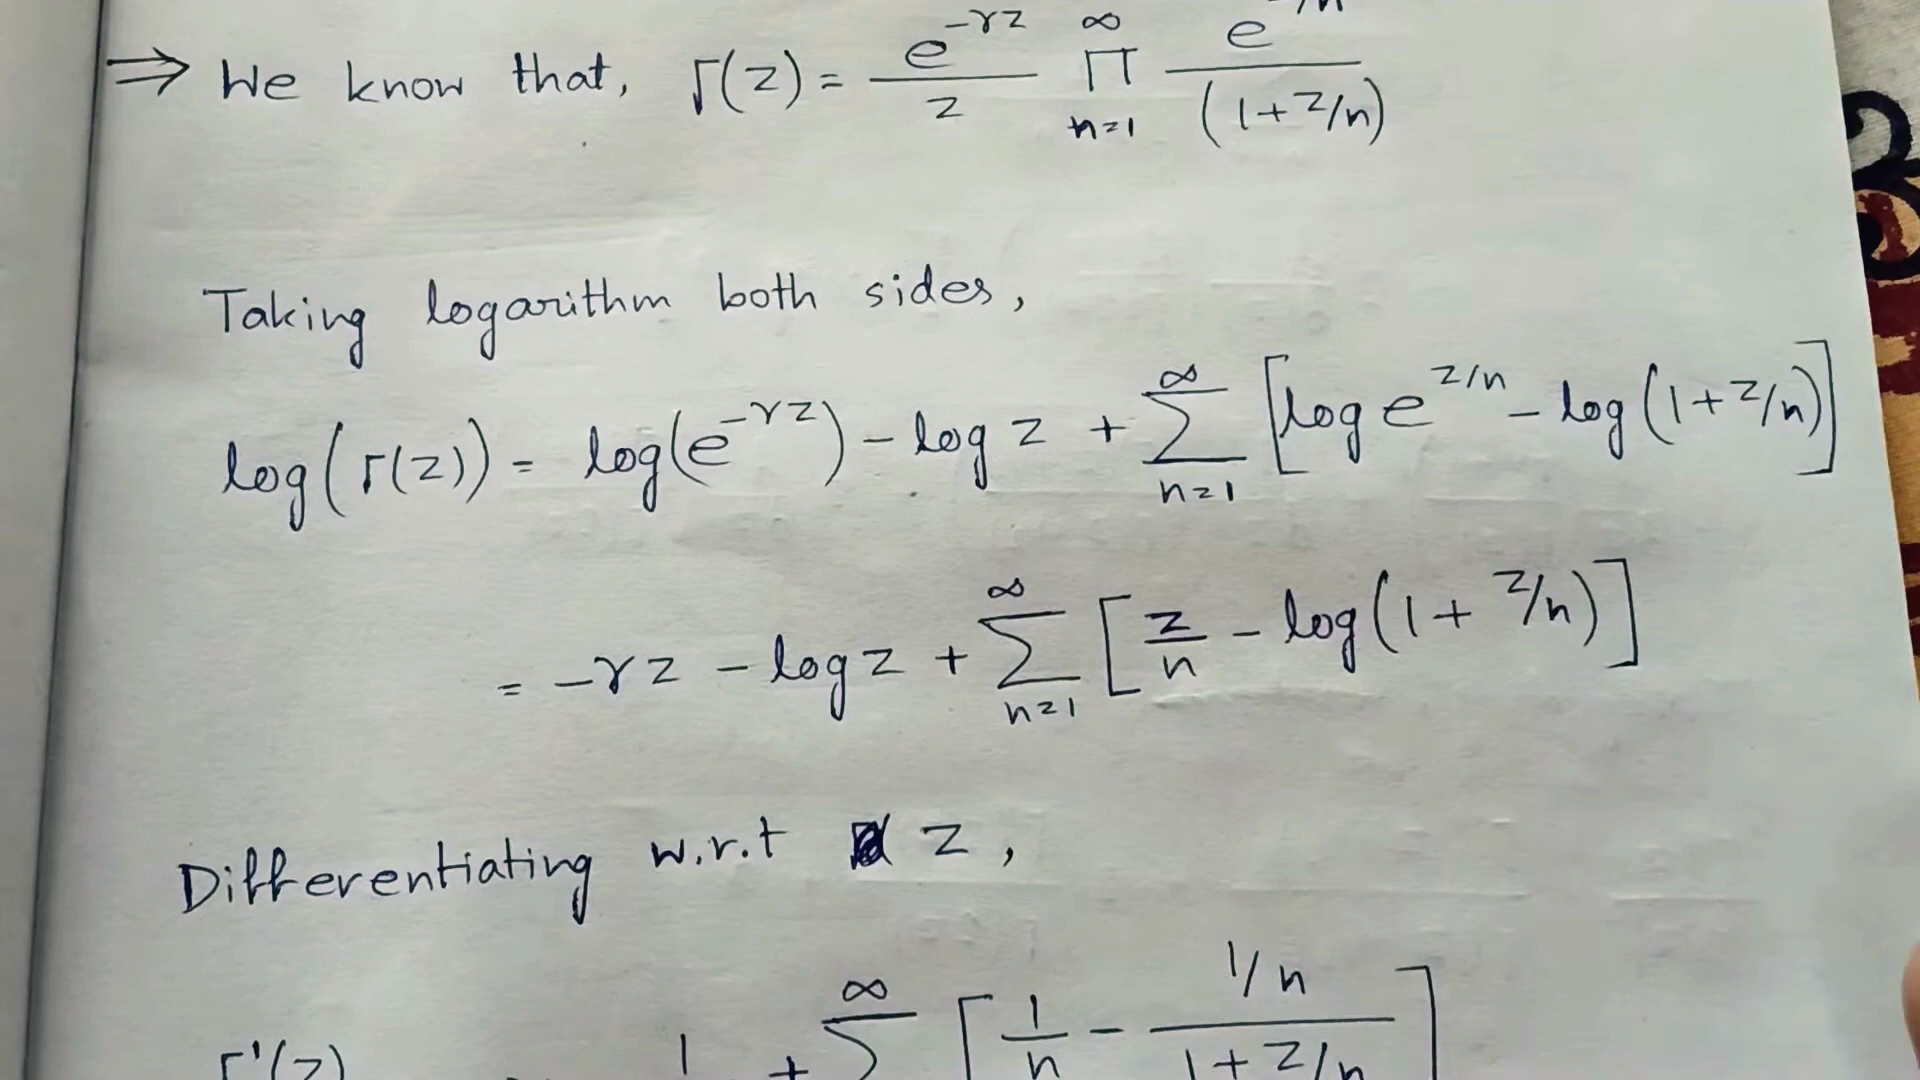 ⇒ We know that, Γ(z) = e^{-γz}/z ∏_{n=1}^{∞} e/(1+z/n)
Taking logarithm both sides,
log(Γ(z)) = log(e^{-γz}) - log z + ∑_{n=1}^{∞} [log e^{z/n} - log(1+z/n)]
= -γz - log z + ∑_{n=1}^{∞} [z/n - log(1+z/n)]
Differentiating w.r.t z,
Γ'(z) 1 + ∑^{∞} [1/n - 1/n/(1+z/n)]